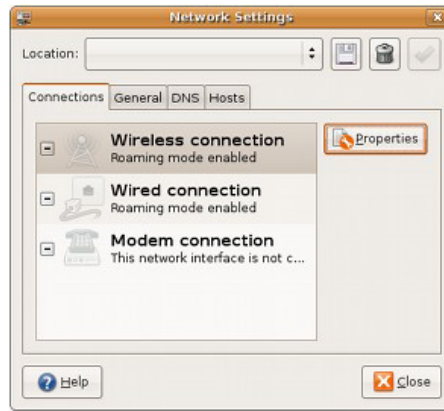 Network Settings
Location:
Connections General DNS Hosts
Wireless connection
Roaming mode enabled
Properties
Wired connection
Roaming mode enabled
Modem connection
This network interface is not c...
Help
Close